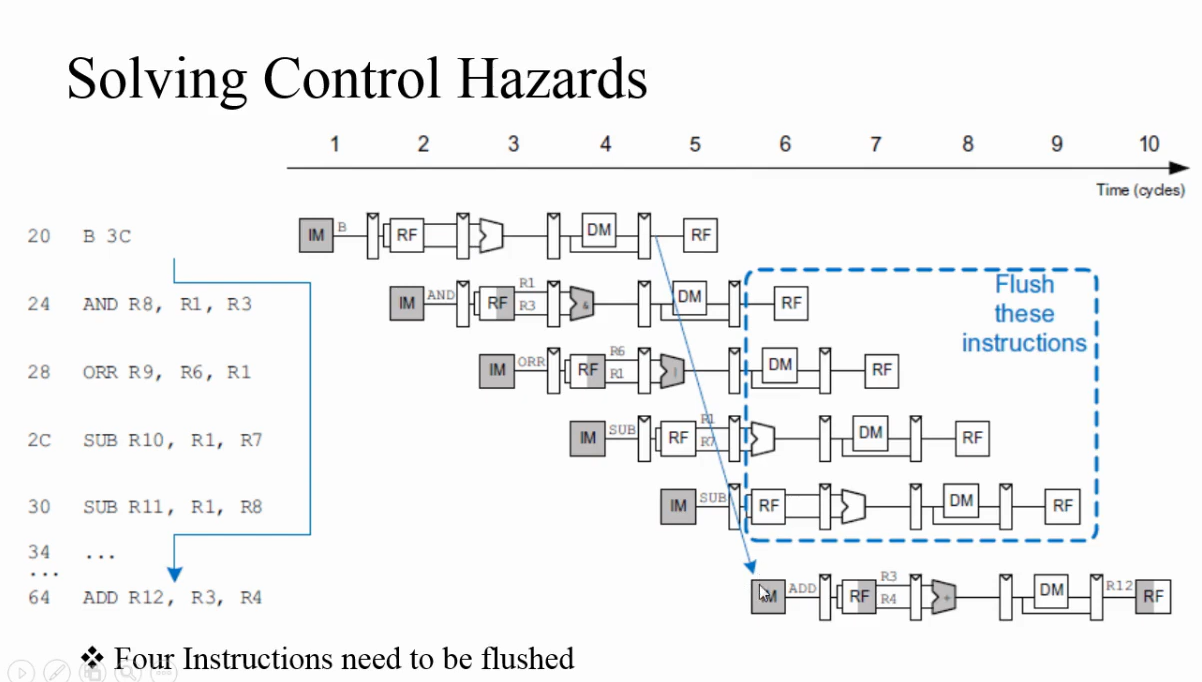 Solving Control Hazards
1 2 3 4 5 6 7 8 9 10
Time (cycles)
20 B 3C IM B RF DM RF
24 AND R8, R1, R3 IM AND RF R1 R3 & DM RF
Flush
these
instructions
28 ORR R9, R6, R1 IM ORR RF R6 R1 | DM RF
2C SUB R10, R1, R7 IM SUB RF R1 R7 DM RF
30 SUB R11, R1, R8 IM SUB RF DM RF
34 ...
...
64 ADD R12, R3, R4 IM ADD RF R3 R4 + DM R12 RF
❖ Four Instructions need to be flushed